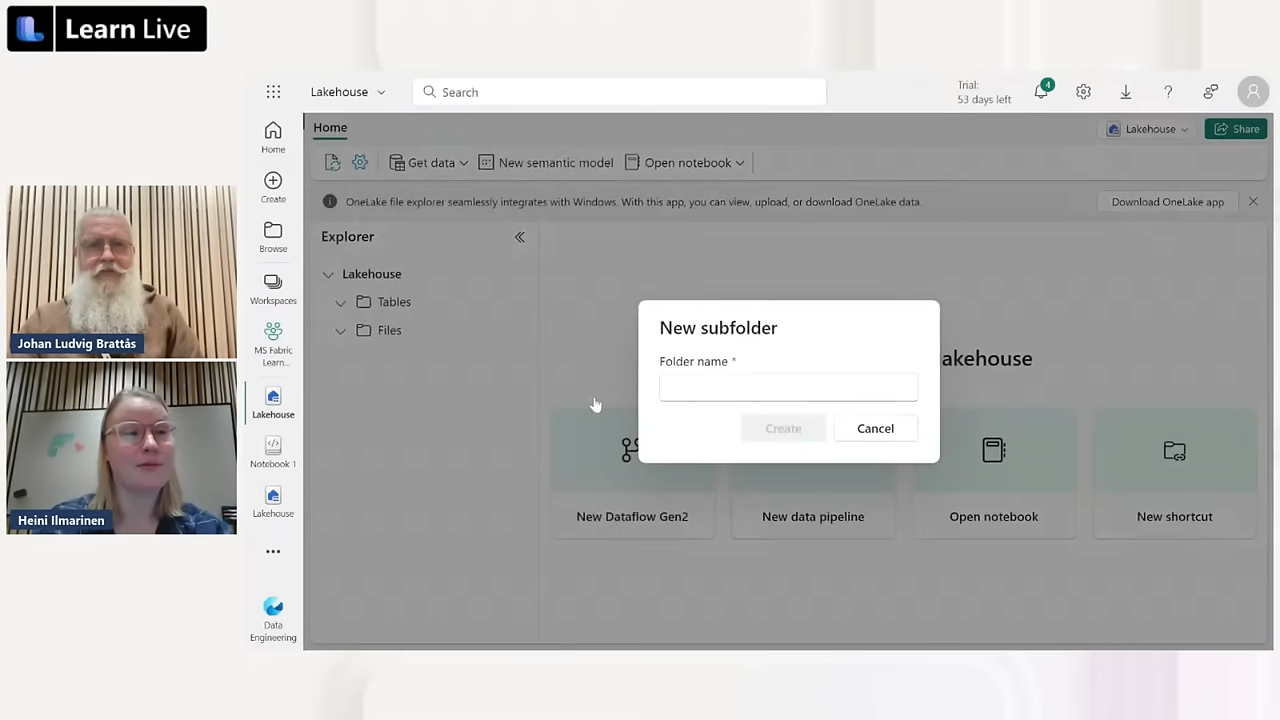 Learn Live
Lakehouse
Search
Trial:
53 days left
4
Home
Create
Browse
Workspaces
MS Fabric
Learn...
Lakehouse
Notebook 1
Lakehouse
Data
Engineering
Home
Lakehouse
Share
Get data
New semantic model
Open notebook
OneLake file explorer seamlessly integrates with Windows. With this app, you can view, upload, or download OneLake data.
Download OneLake app
Explorer
Lakehouse
Tables
Files
New subfolder
Folder name *
Create
Cancel
akehouse
New Dataflow Gen2
New data pipeline
Open notebook
New shortcut
Johan Ludvig Brattås
Heini Ilmarinen